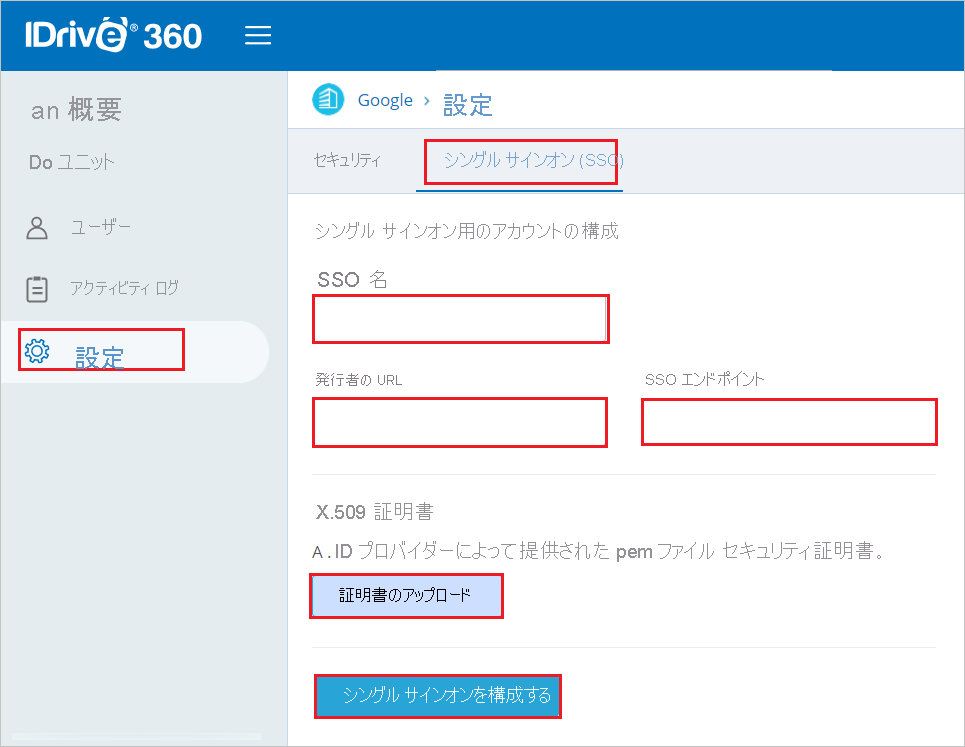 IDrive® 360
an 概要
Do ユニット
ユーザー
アクティビティ ログ
設定
Google › 設定
セキュリティ シングル サインオン (SSO)
シングル サインオン用のアカウントの構成
SSO 名
発行者の URL SSO エンドポイント
X.509 証明書
A . ID プロバイダーによって提供された pem ファイル セキュリティ証明書。
証明書のアップロード
シングル サインオンを構成する